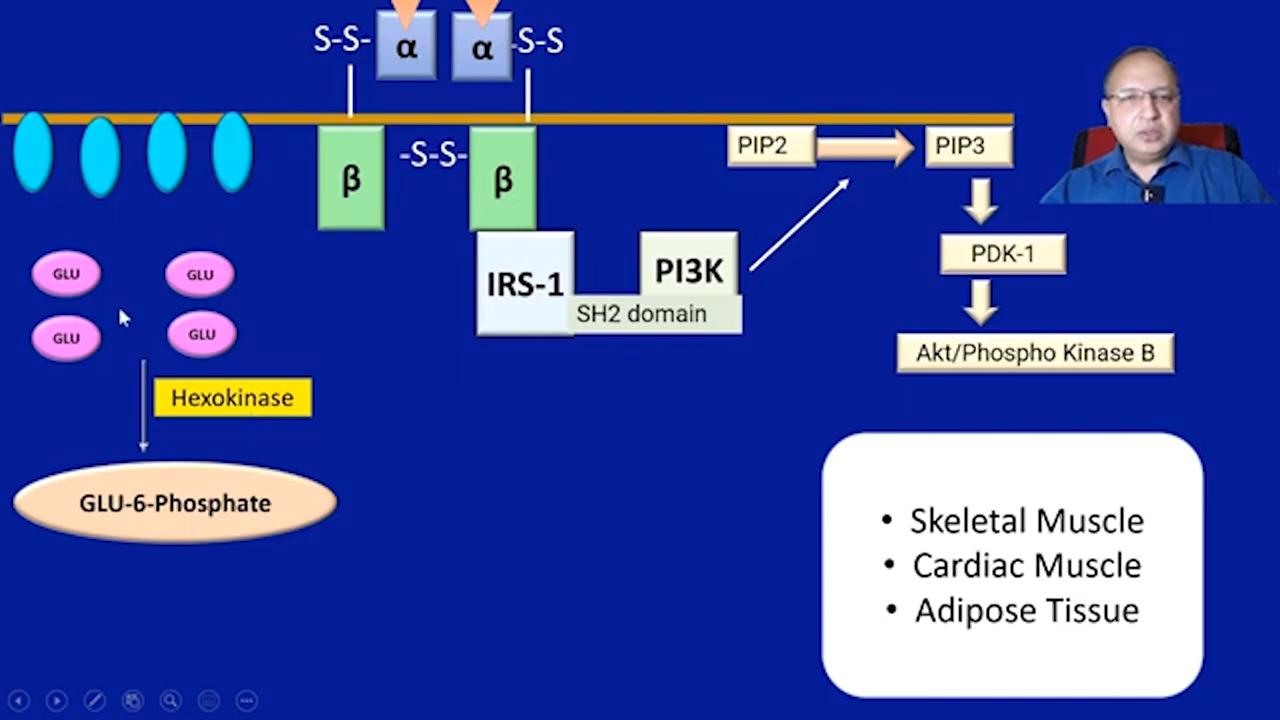 S-S-
α
α
-S-S
β
-S-S-
β
PIP2
PIP3
PDK-1
Akt/Phospho Kinase B
IRS-1
PI3K
SH2 domain
GLU
GLU
GLU
GLU
Hexokinase
GLU-6-Phosphate
• Skeletal Muscle
• Cardiac Muscle
• Adipose Tissue